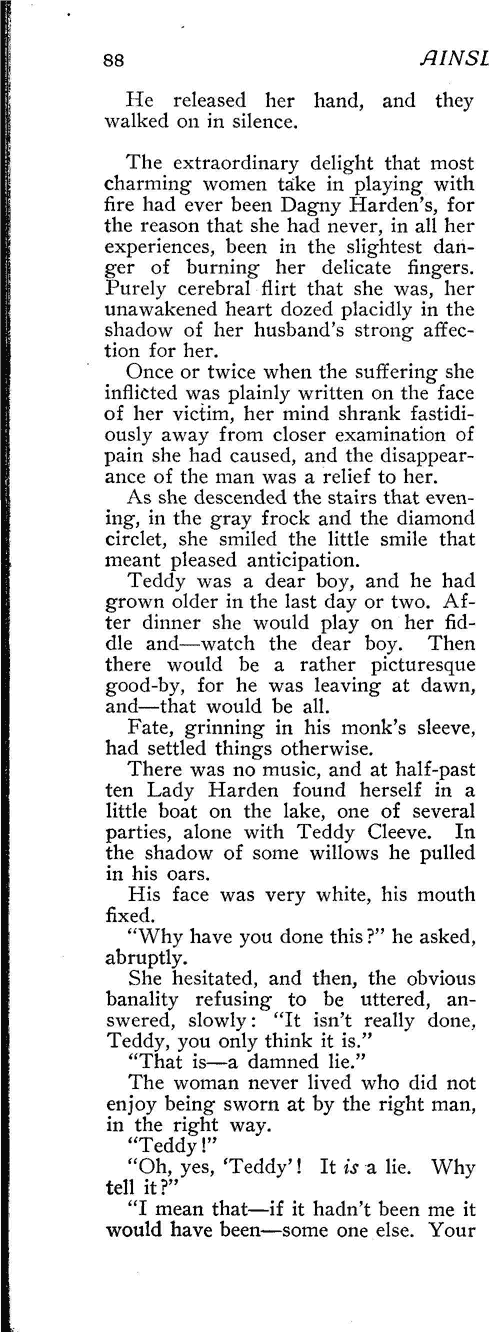 88
AINSL
He released her hand, and they
walked on in silence.
The extraordinary delight that most
charming women take in playing with
fire had ever been Dagny Harden's, for
the reason that she had never, in all her
experiences, been in the slightest dan-
ger of burning her delicate fingers.
Purely cerebral flirt that she was, her
unawakened heart dozed placidly in the
shadow of her husband's strong affec-
tion for her.
Once or twice when the suffering she
inflicted was plainly written on the face
of her victim, her mind shrank fastidi-
ously away from closer examination of
pain she had caused, and the disappear-
ance of the man was a relief to her.
As she descended the stairs that even-
ing, in the gray frock and the diamond
circlet, she smiled the little smile that
meant pleased anticipation.
Teddy was a dear boy, and he had
grown older in the last day or two. Af-
ter dinner she would play on her fid-
dle and—watch the dear boy. Then
there would be a rather picturesque
good-by, for he was leaving at dawn,
and—that would be all.
Fate, grinning in his monk's sleeve,
had settled things otherwise.
There was no music, and at half-past
ten Lady Harden found herself in a
little boat on the lake, one of several
parties, alone with Teddy Cleeve. In
the shadow of some willows he pulled
in his oars.
His face was very white, his mouth
fixed.
"Why have you done this?" he asked,
abruptly.
She hesitated, and then, the obvious
banality refusing to be uttered, an-
swered, slowly: "It isn't really done,
Teddy, you only think it is."
"That is—a damned lie."
The woman never lived who did not
enjoy being sworn at by the right man,
in the right way.
"Teddy!"
"Oh, yes, 'Teddy'! It is a lie. Why
tell it?"
"I mean that—if it hadn't been me it
would have been—some one else. Your